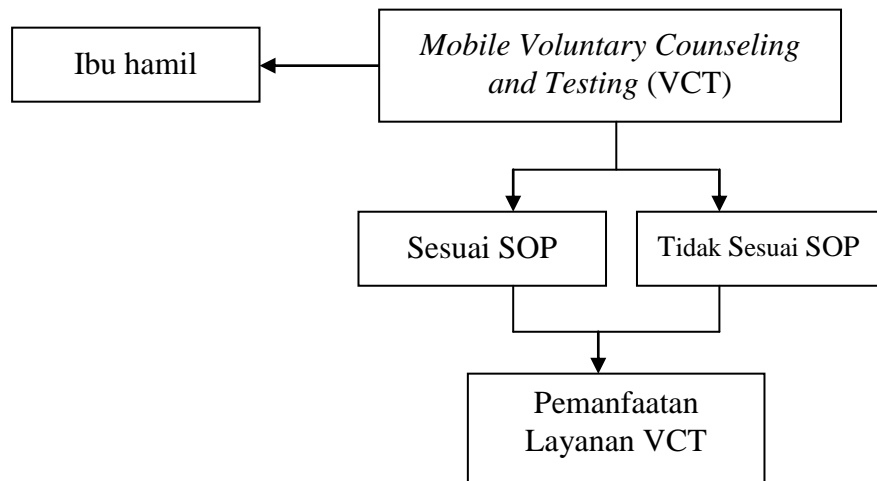 Ibu hamil
Mobile Voluntary Counseling
and Testing (VCT)
Sesuai SOP
Tidak Sesuai SOP
Pemanfaatan
Layanan VCT